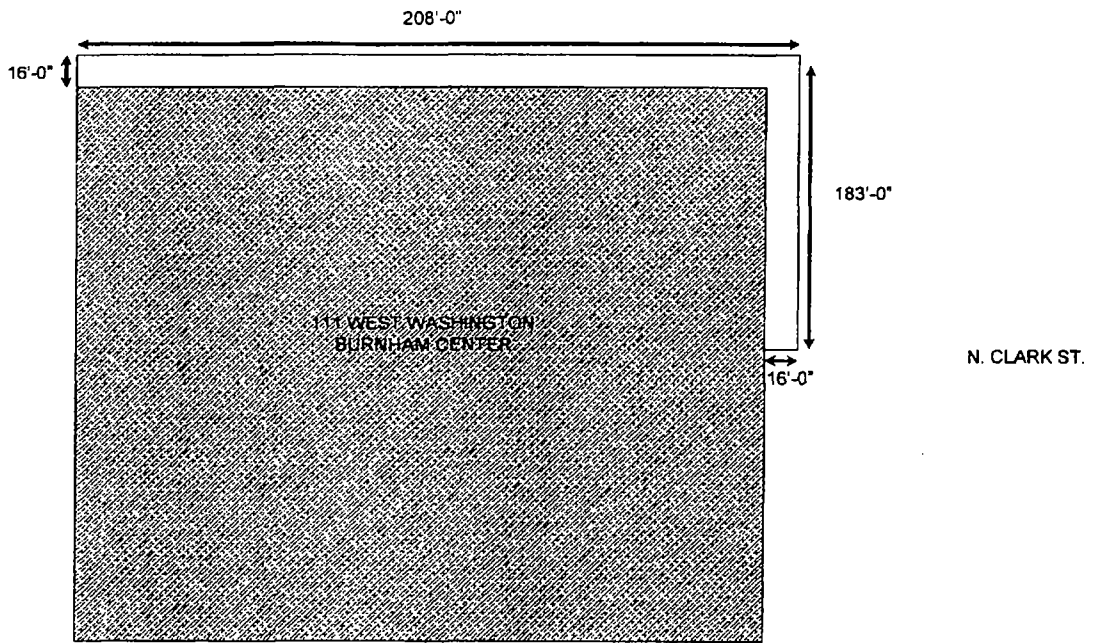 208'-0"
16'-0"
183'-0"
111 WEST WASHINGTON
BURNHAM CENTER
16'-0"
N. CLARK ST.